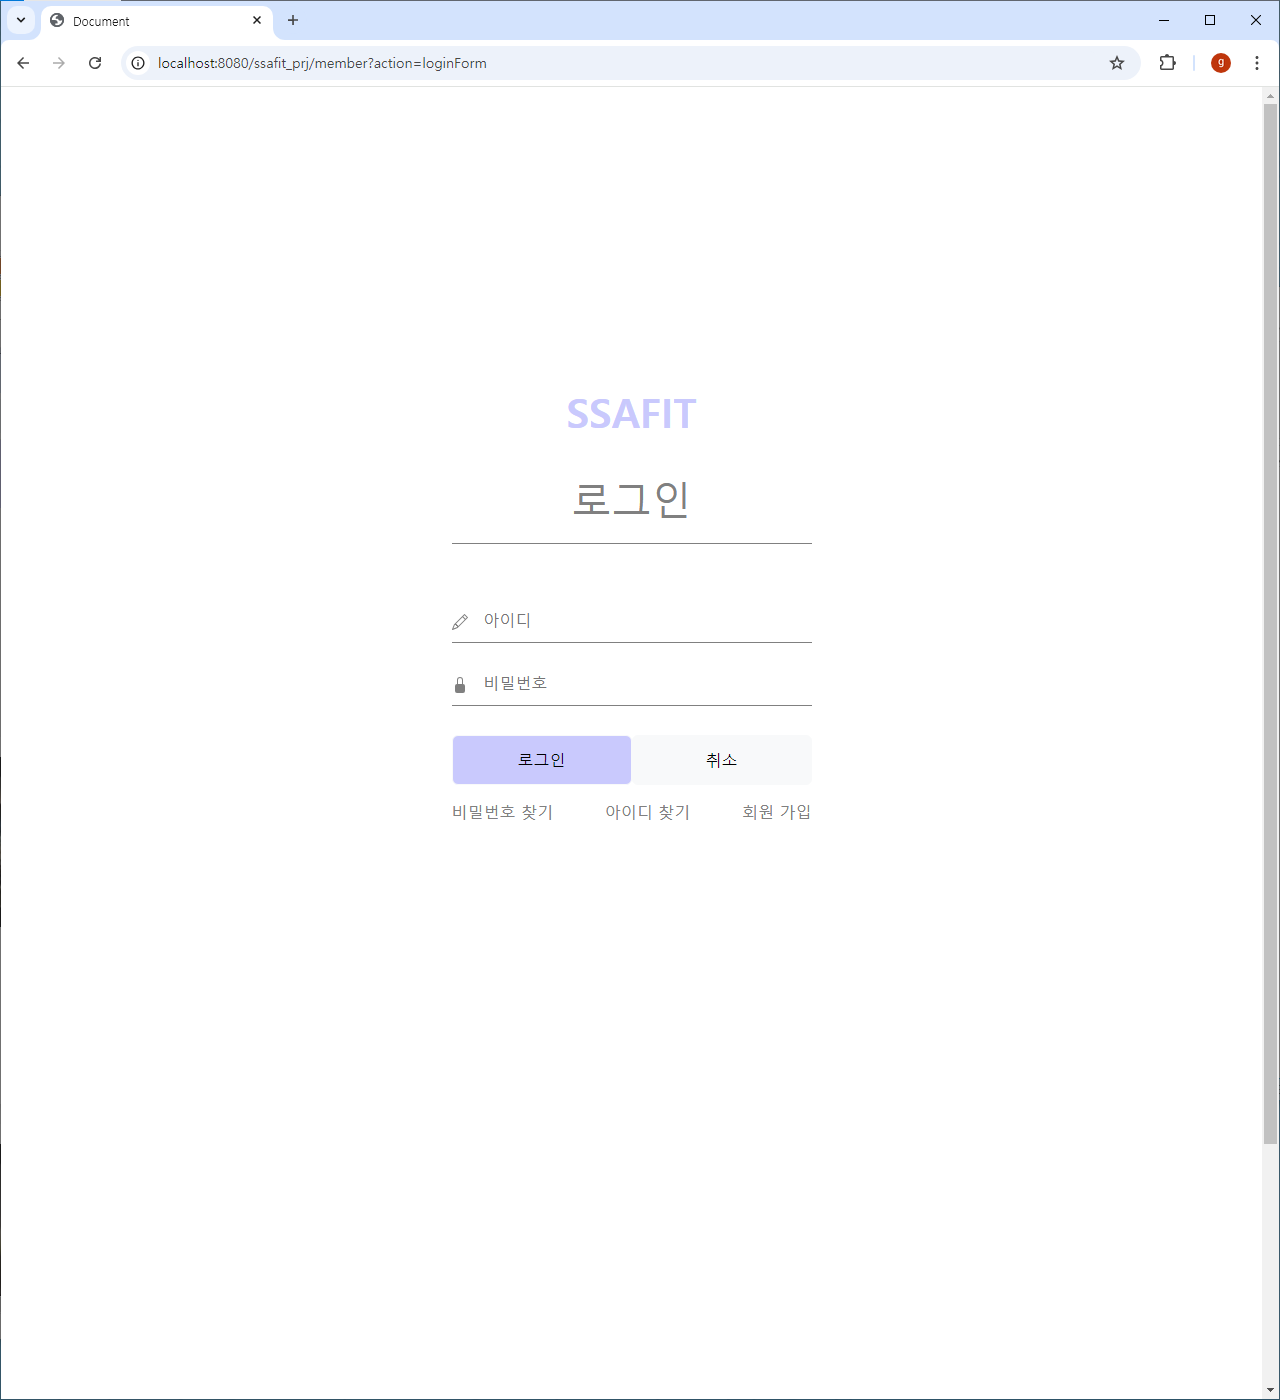 Document
localhost:8080/ssafit_prj/member?action=loginForm
g
SSAFIT
로그인
아이디
비밀번호
로그인 취소
비밀번호 찾기 아이디 찾기 회원 가입